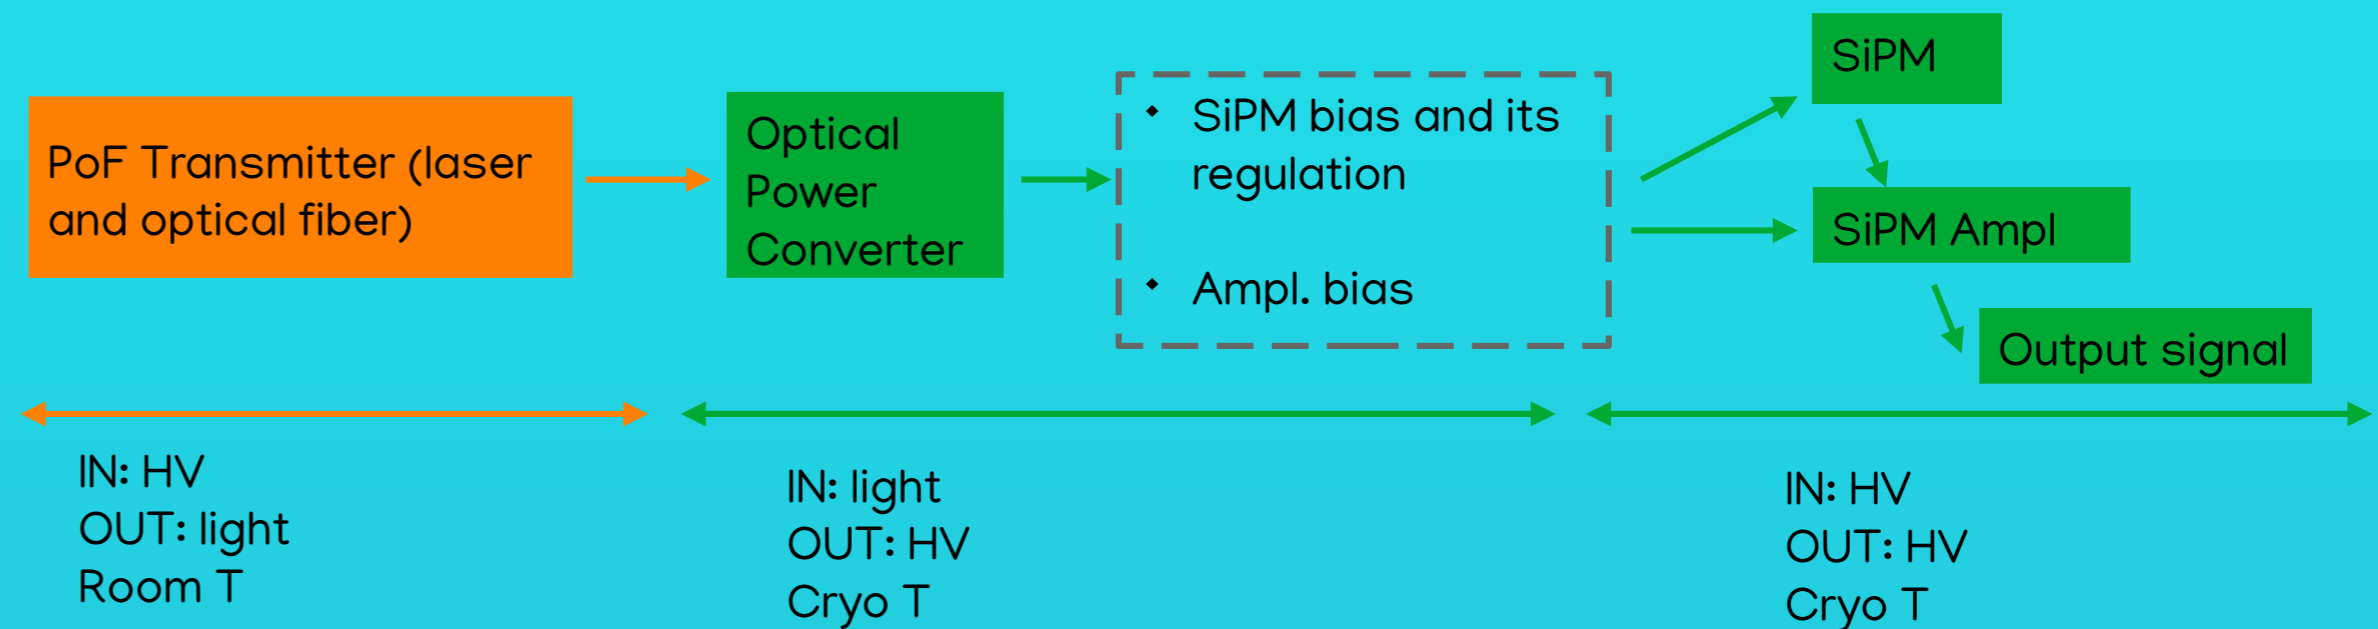 PoF Transmitter (laser
and optical fiber)
Optical
Power
Converter
• SiPM bias and its
regulation
• Ampl. bias
SiPM
SiPM Ampl
Output signal
IN: HV
OUT: light
Room T
IN: light
OUT: HV
Cryo T
IN: HV
OUT: HV
Cryo T